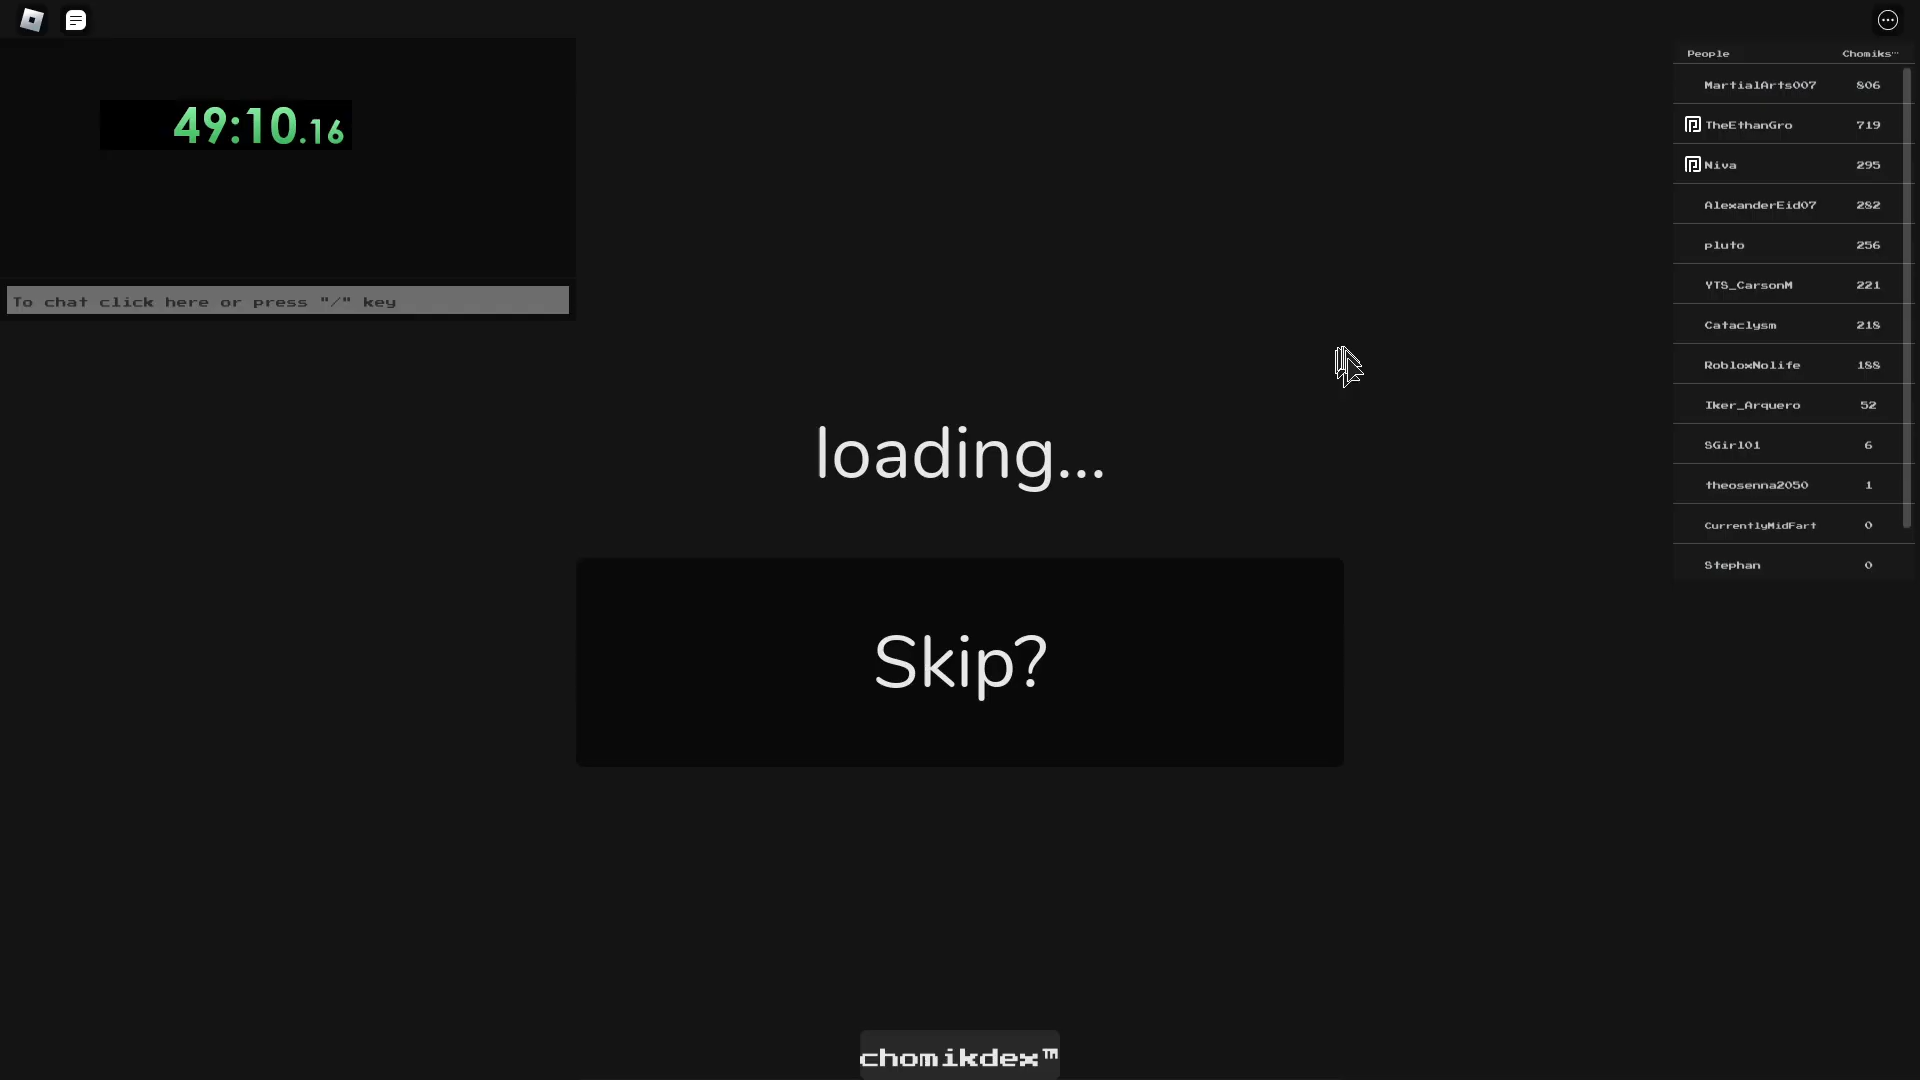 49:10.16
To chat click here or press "/" key
loading...
Skip?
chomikdex™
People Chomiks…
MartialArts007 806
TheEthanGro 719
Niva 295
AlexanderEid07 282
pluto 256
YTS_CarsonM 221
Cataclysm 218
RobloxNolife 188
Iker_Arquero 52
SGirl01 6
theosenna2050 1
CurrentlyMidFart 0
Stephan 0